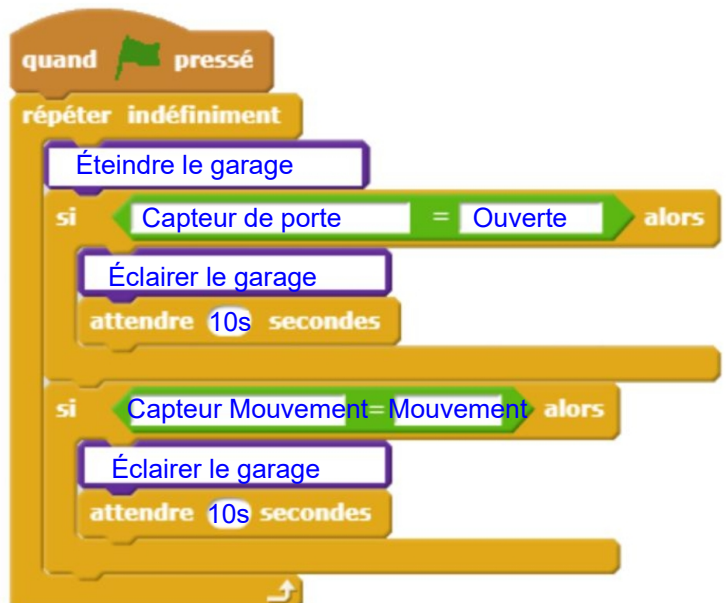 quand pressé
répéter indéfiniment
Éteindre le garage
si Capteur de porte = Ouverte alors
Éclairer le garage
attendre 10s secondes
si Capteur Mouvement = Mouvement alors
Éclairer le garage
attendre 10s secondes